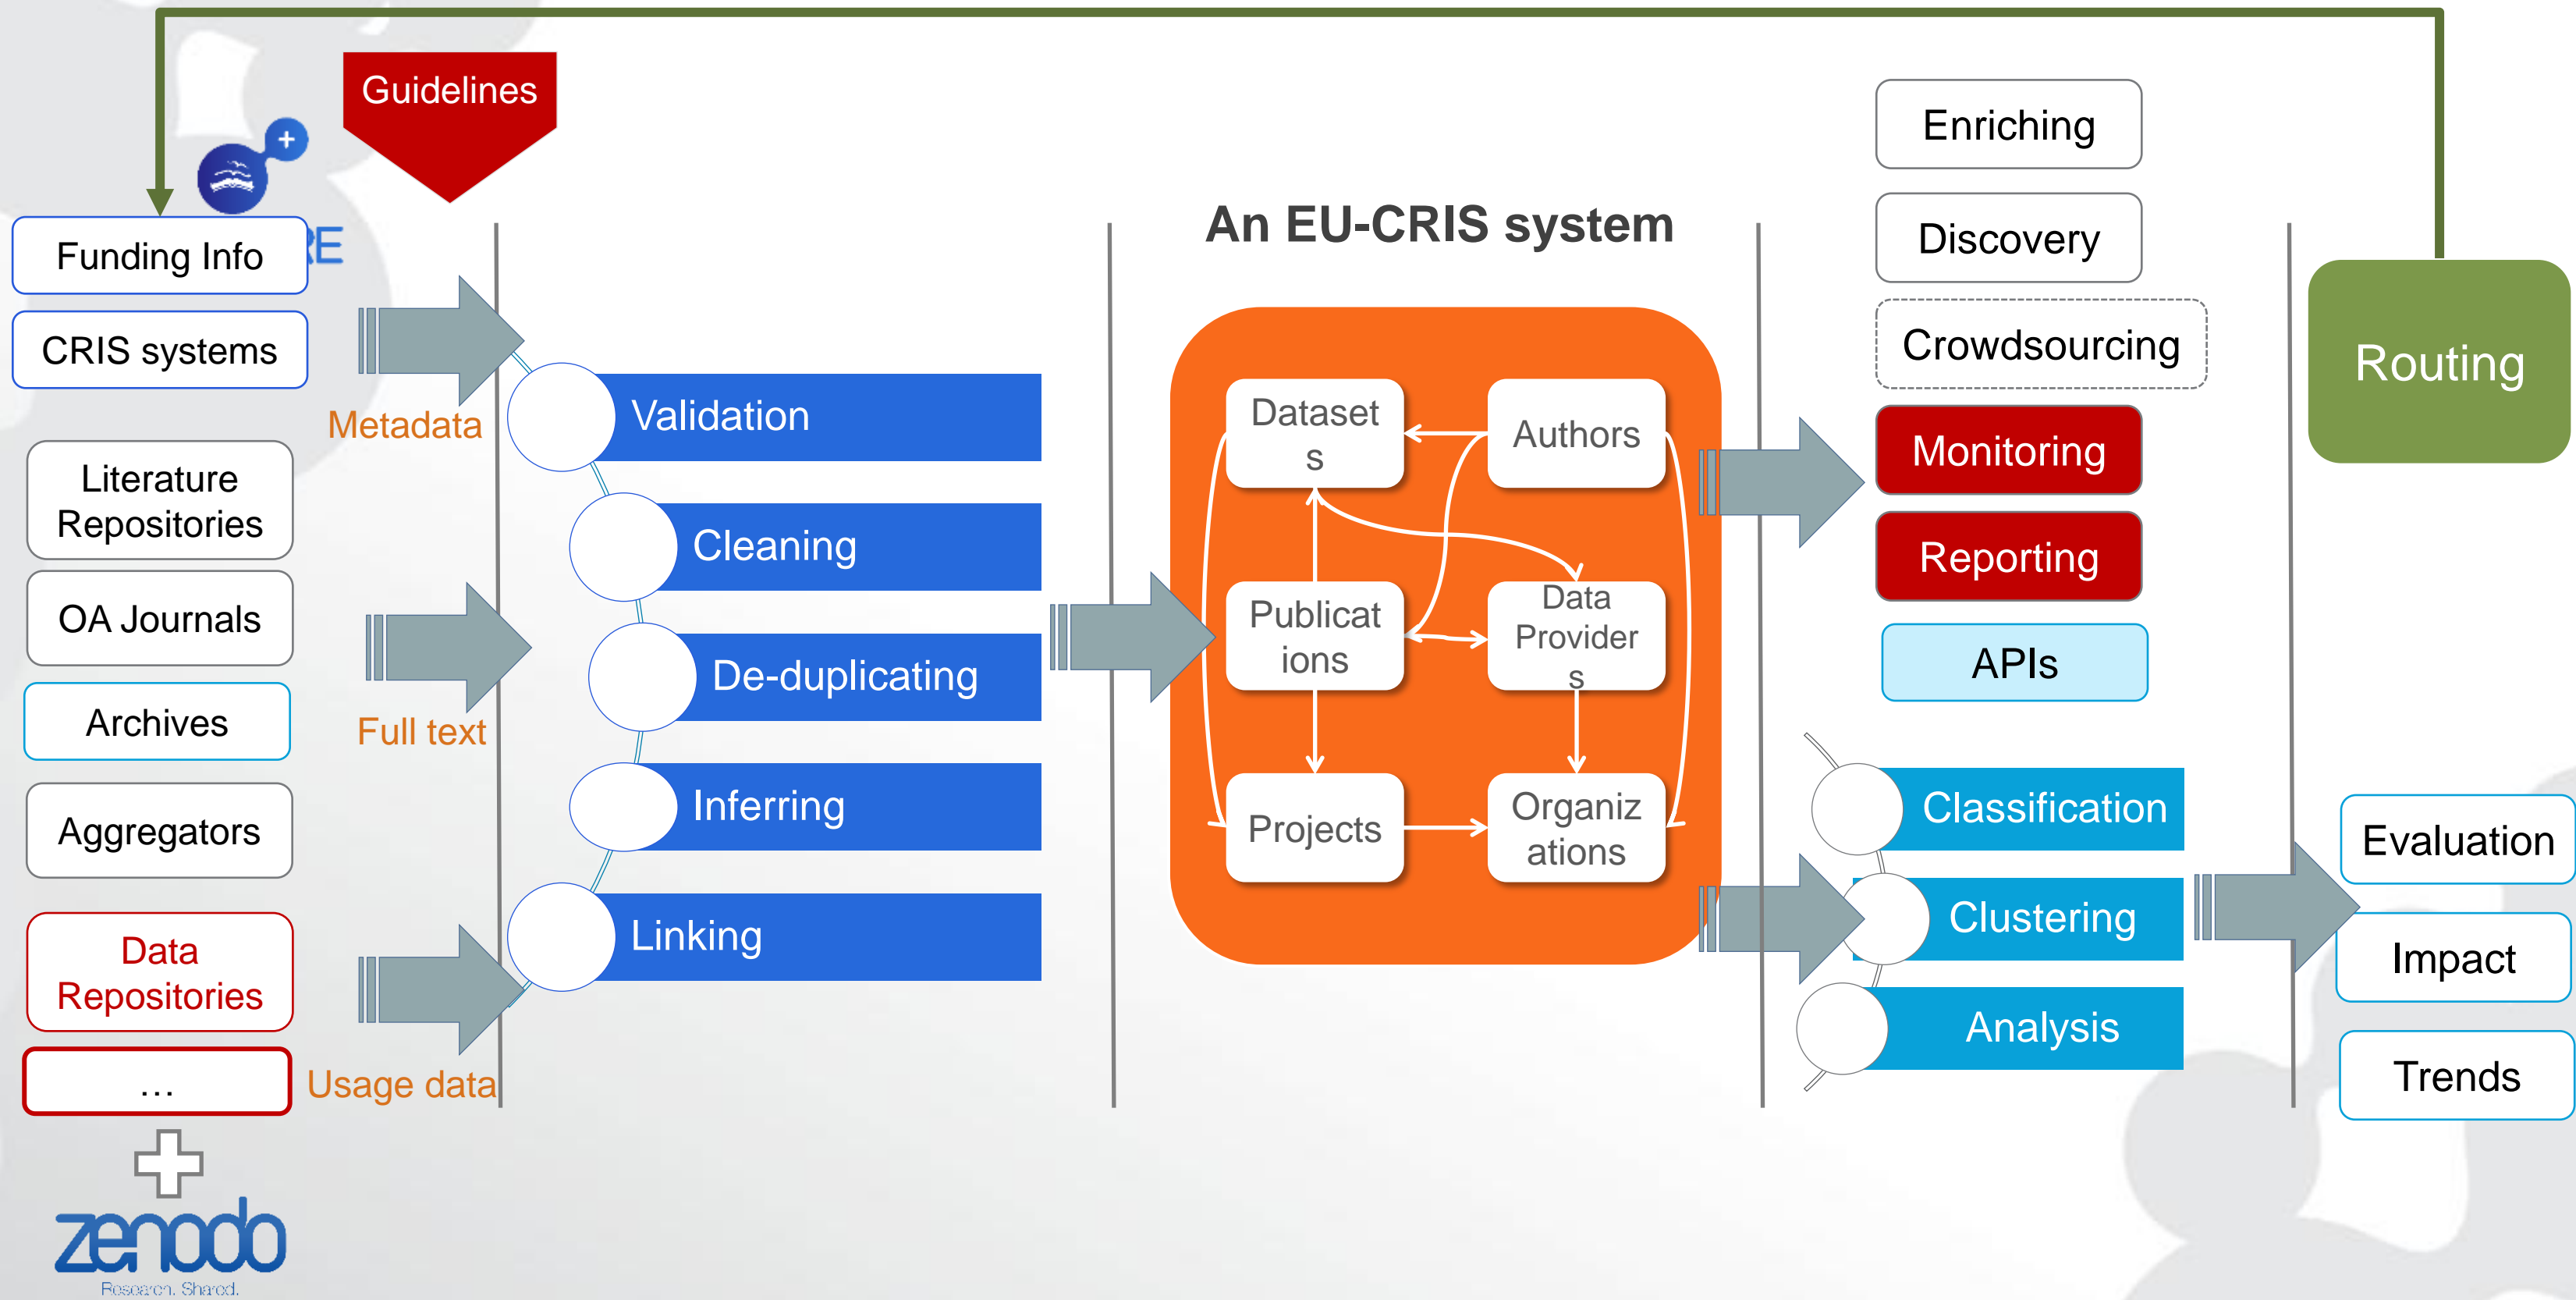 Guidelines
RE
Funding Info
CRIS systems
Literature
Repositories
OA Journals
Archives
Aggregators
Data
Repositories
...
zenodo
Research. Shared.
Metadata
Full text
Usage data
Validation
Cleaning
De-duplicating
Inferring
Linking
An EU-CRIS system
Dataset
s
Authors
Publicat
ions
Data
Provider
s
Projects
Organiz
ations
Enriching
Discovery
Crowdsourcing
Monitoring
Reporting
APIs
Classification
Clustering
Analysis
Routing
Evaluation
Impact
Trends